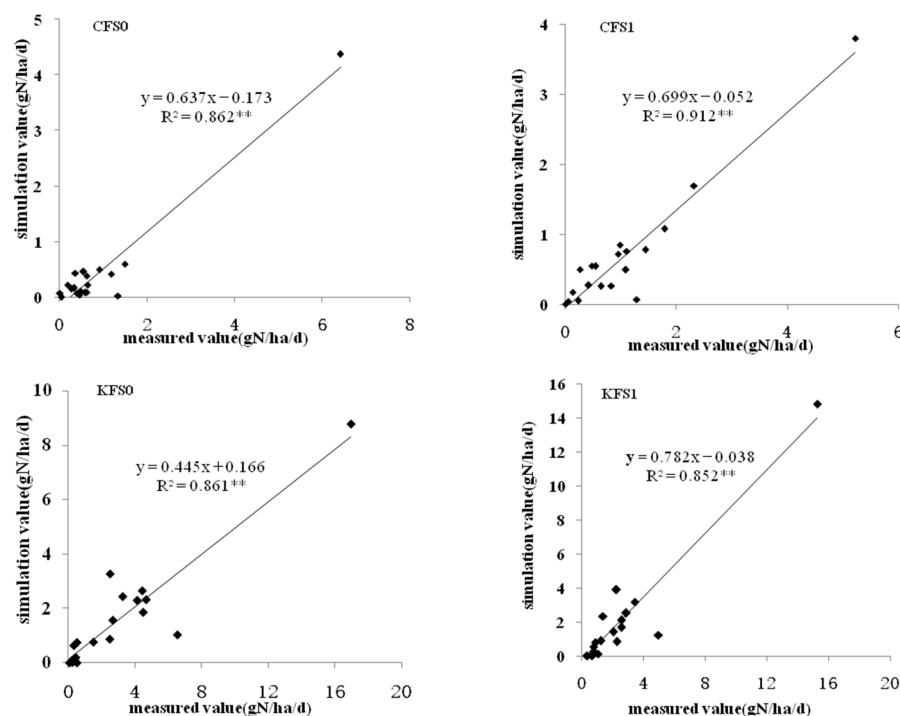 CFS0
5
4
3
2
1
0
simulation value(gN/ha/d)
y=0.637x−0.173
R²=0.862**
0 2 4 6 8
measured value(gN/ha/d)
CFS1
4
3
2
1
0
simulation value(gN/ha/d)
y=0.699x−0.052
R²=0.912**
0 2 4 6
measured value(gN/ha/d)
KFS0
10
8
6
4
2
0
simulation value(gN/ha/d)
y=0.445x+0.166
R²=0.861**
0 4 8 12 16 20
measured value(gN/ha/d)
KFS1
16
14
12
10
8
6
4
2
0
simulation value(gN/ha/d)
y=0.782x−0.038
R²=0.852**
0 4 8 12 16 20
measured value(gN/ha/d)